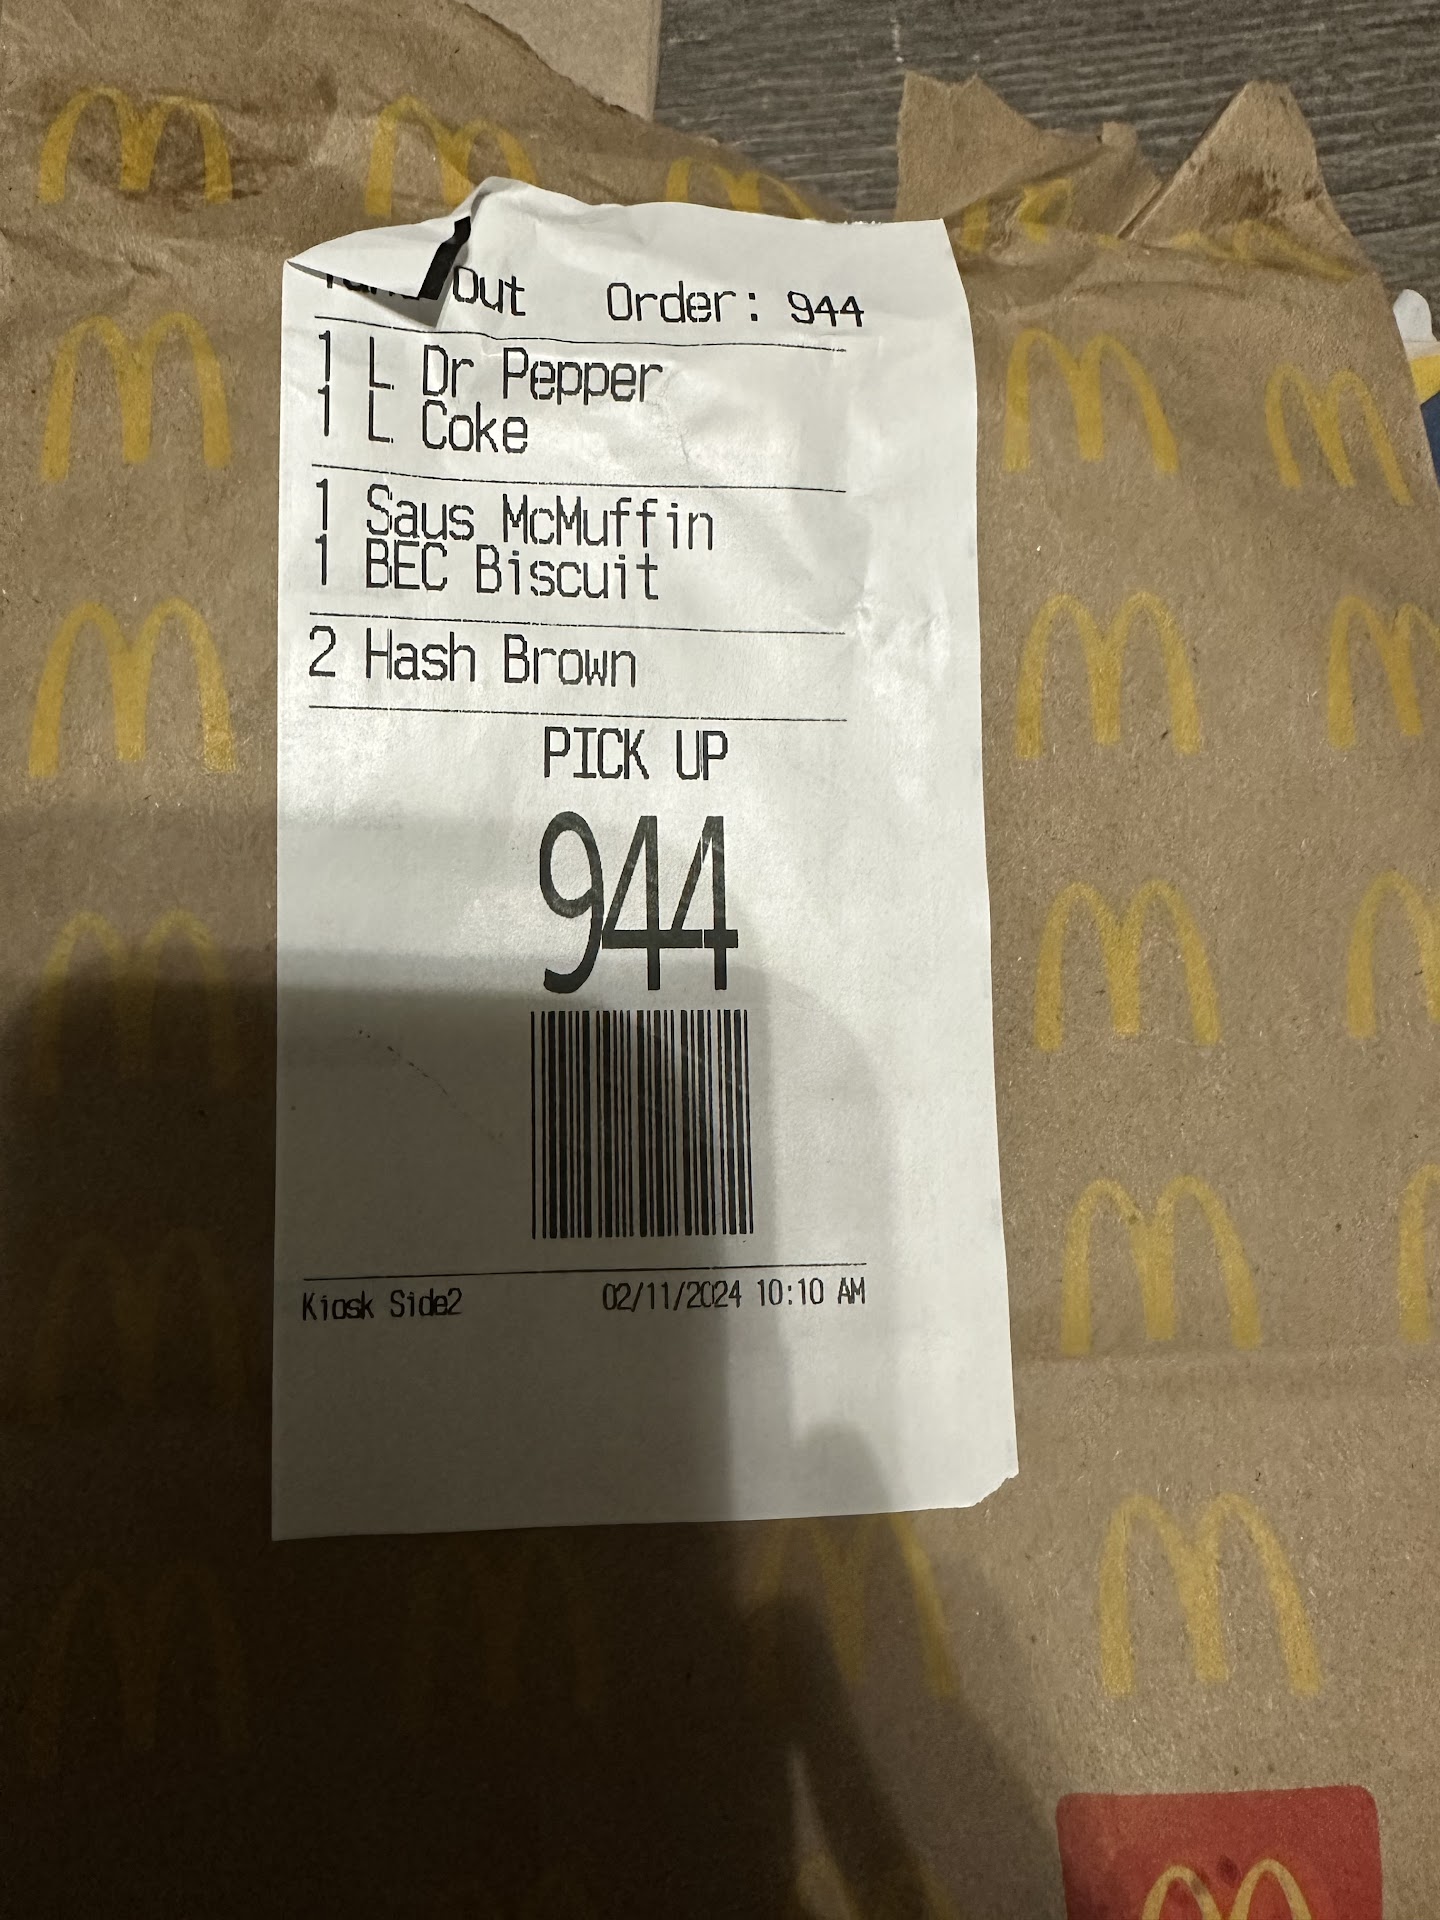 Out Order: 944
1 L Dr Pepper
1 L Coke
1 Saus McMuffin
1 BEC Biscuit
2 Hash Brown
PICK UP
944
Kiosk Side2 02/11/2024 10:10 AM